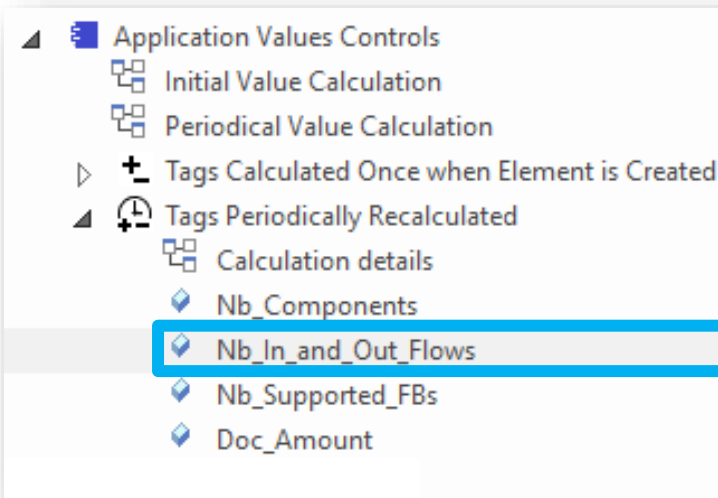 Application Values Controls
Initial Value Calculation
Periodical Value Calculation
Tags Calculated Once when Element is Created
Tags Periodically Recalculated
Calculation details
Nb_Components
Nb_In_and_Out_Flows
Nb_Supported_FBs
Doc_Amount